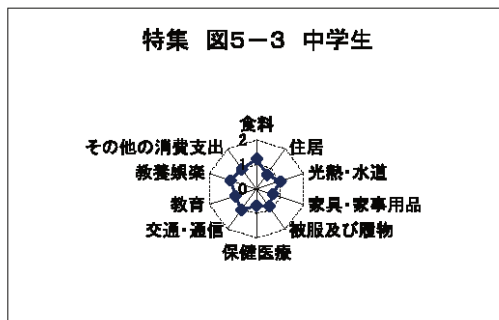 特集 図5-3 中学生
食料
2
その他の消費支出
住居
教養娯楽
1
光熱・水道
0
教育
家具・家事用品
交通・通信
被服及び履物
保健医療